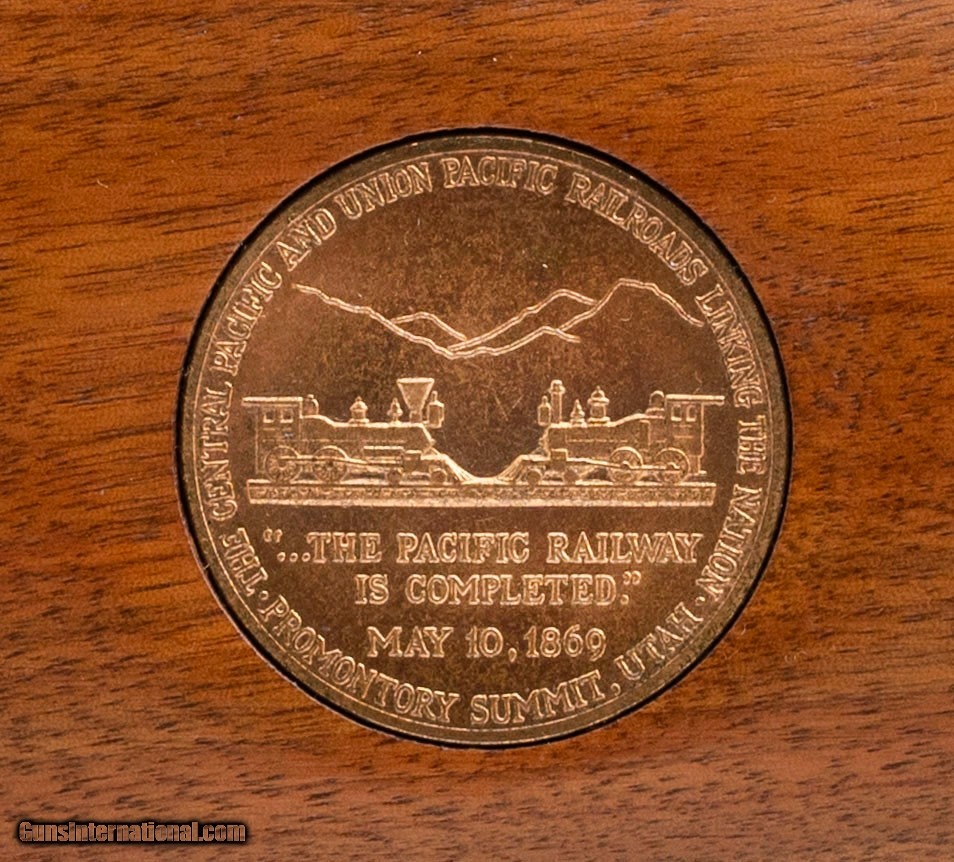 THE CENTRAL PACIFIC AND UNION PACIFIC RAILROADS LINKING THE NATION
"...THE PACIFIC RAILWAY
IS COMPLETED."
MAY 10, 1869
· PROMONTORY SUMMIT, UTAH ·
GunsInternational.com